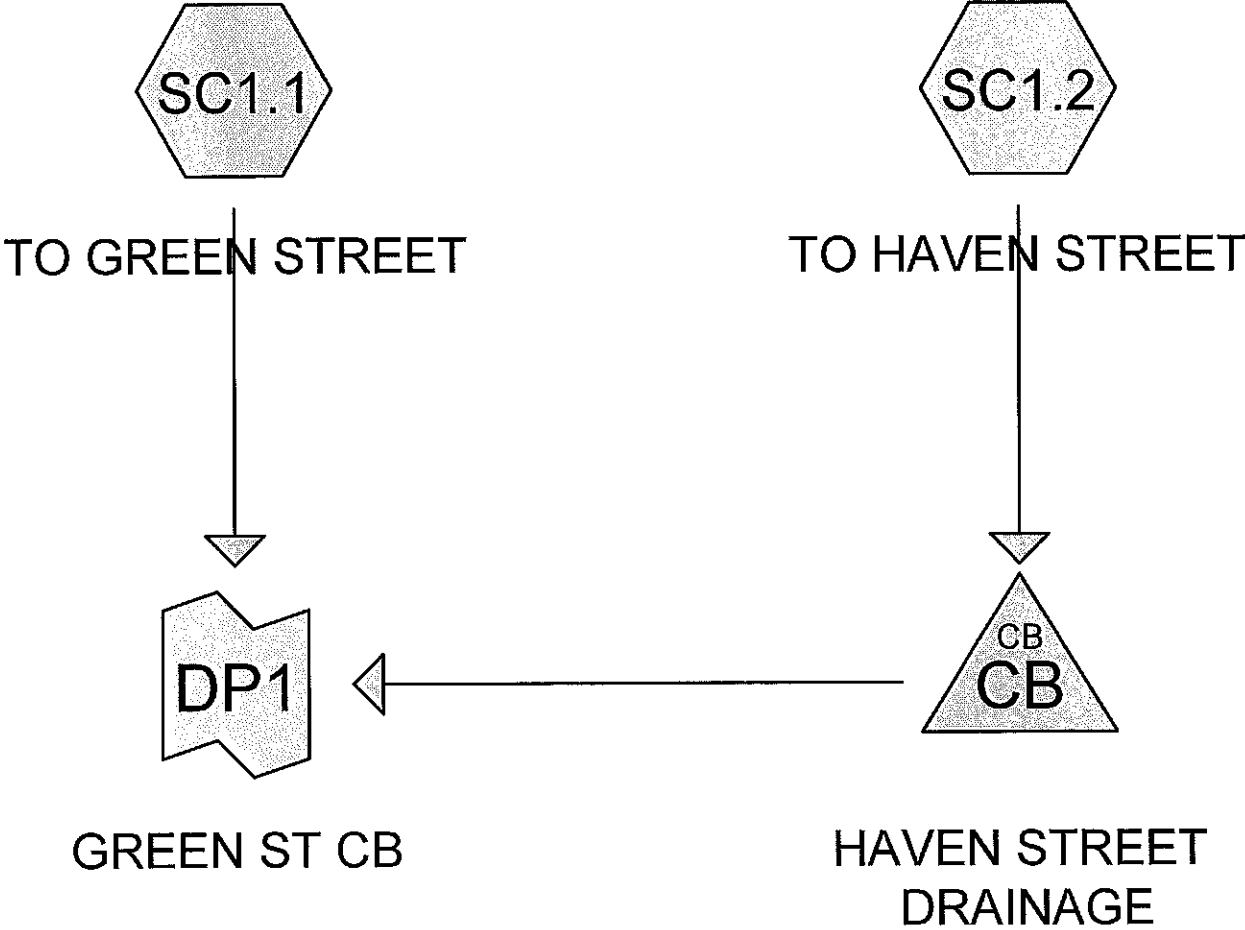 SC1.1
SC1.2
TO GREEN STREET
TO HAVEN STREET
DP1
CB
CB
GREEN ST CB
HAVEN STREET
DRAINAGE